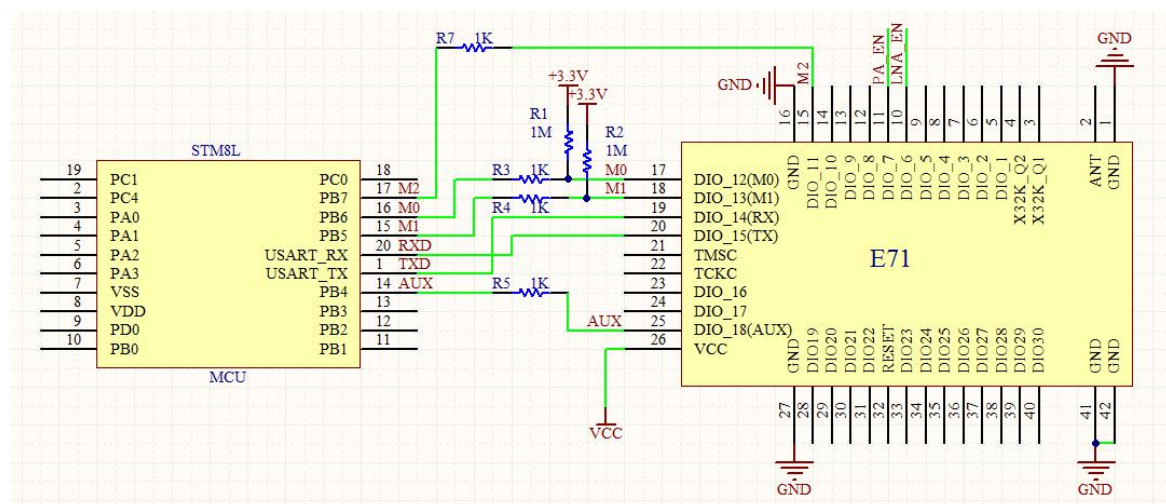 R7 1K
M2
PA_EN
LNA_EN
GND
GND
+3.3V
+3.3V
R1
1M
R2
1M
16
15
14
13
12
11
10
9
8
7
6
5
4
3
2
1
GND
DIO_11
DIO_10
DIO_9
DIO_8
DIO_7
DIO_6
DIO_5
DIO_4
DIO_3
DIO_2
DIO_1
X32K_Q2
X32K_Q1
ANT
GND
STM8L
19 PC1
2 PC4
3 PA0
4 PA1
5 PA2
6 PA3
7 VSS
8 VDD
9 PD0
10 PB0
PC0 18
PB7 17 M2
PB6 16 M0
PB5 15 M1
USART_RX 20 RXD
USART_TX 1 TXD
PB4 14 AUX
PB3 13
PB2 12
PB1 11
MCU
R3 1K
R4 1K
R5 1K
M0 17 DIO_12(M0)
M1 18 DIO_13(M1)
19 DIO_14(RX)
20 DIO_15(TX)
21 TMSC
22 TCKC
23 DIO_16
24 DIO_17
AUX 25 DIO_18(AUX)
26 VCC
E71
GND
DIO19
DIO20
DIO21
DIO22
RESET
DIO23
DIO24
DIO25
DIO26
DIO27
DIO28
DIO29
DIO30
GND
GND
27
28
29
30
31
32
33
34
35
36
37
38
39
40
41
42
VCC
GND
GND